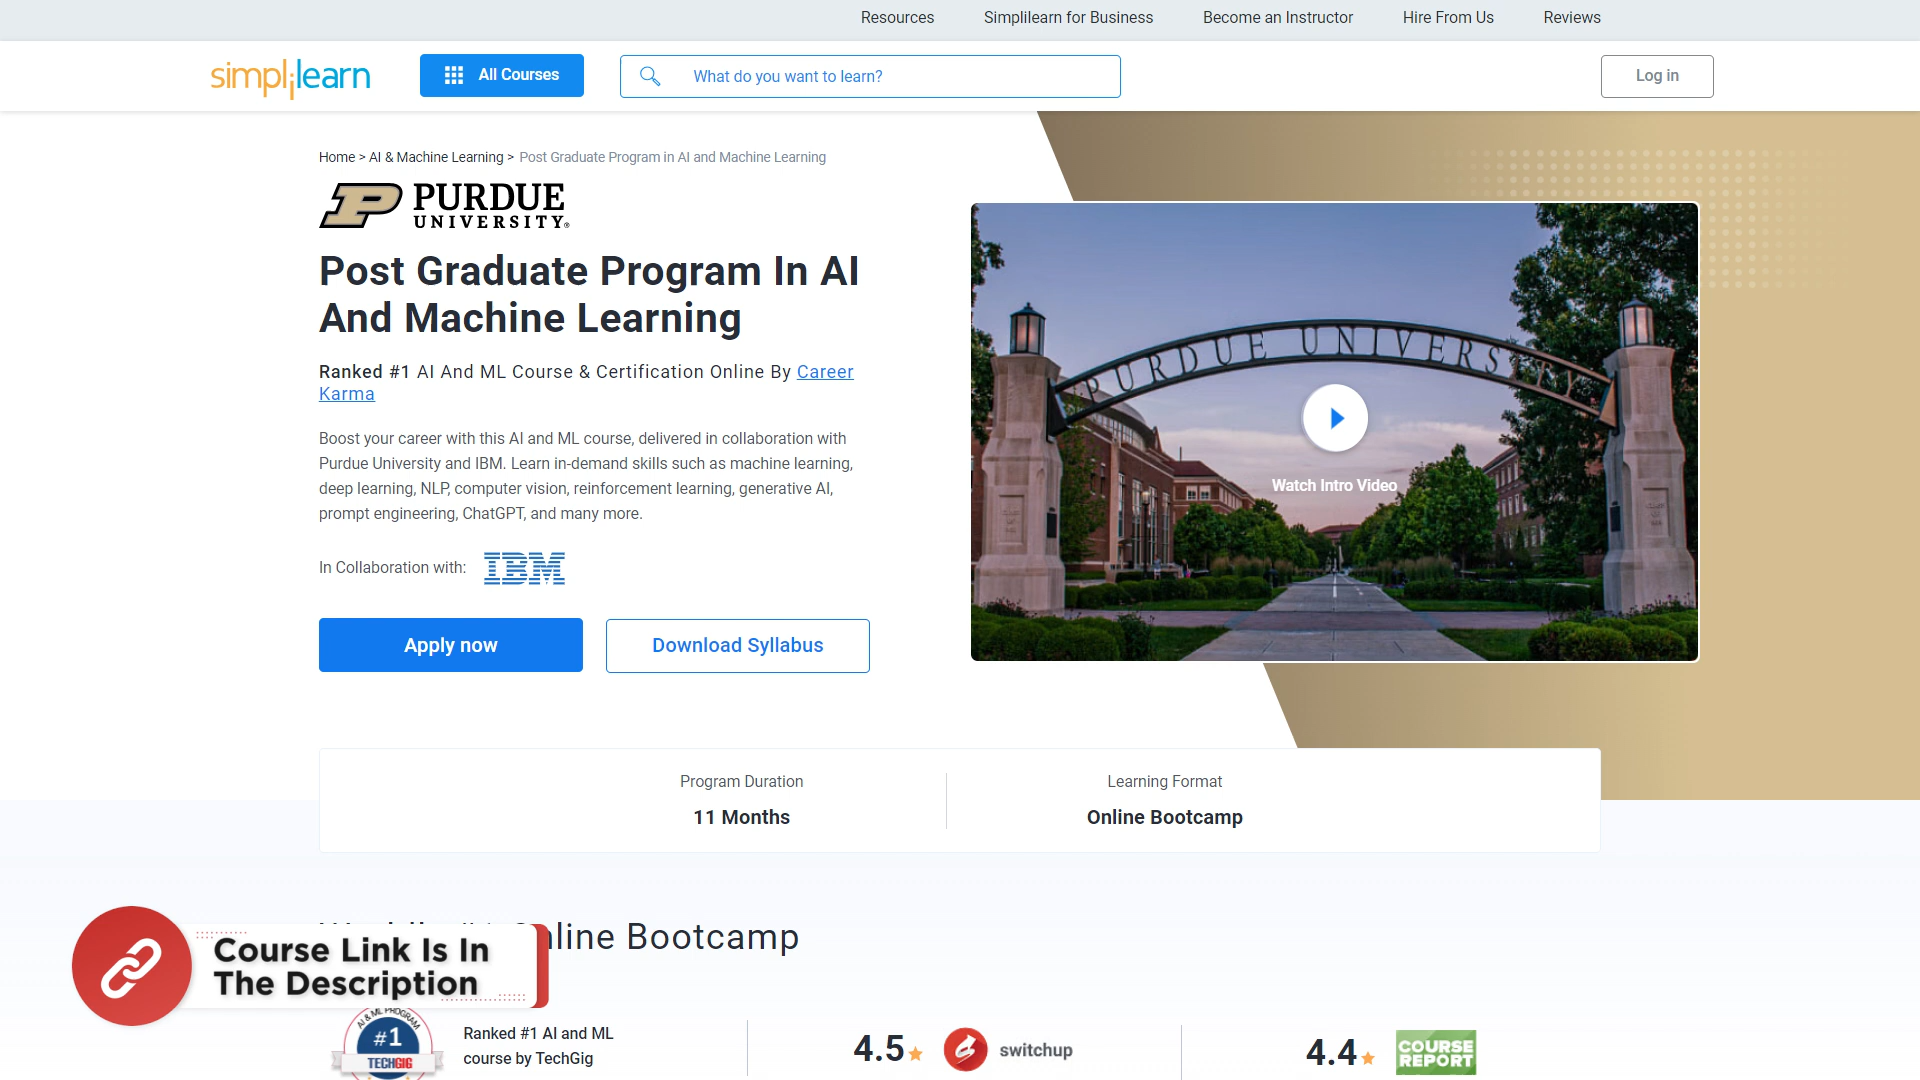 Resources Simplilearn for Business Become an Instructor Hire From Us Reviews
simplilearn All Courses What do you want to learn? Log in
Home > AI & Machine Learning > Post Graduate Program in AI and Machine Learning
PURDUE
UNIVERSITY®
Post Graduate Program In AI
And Machine Learning
Ranked #1 AI And ML Course & Certification Online By Career
Karma
Boost your career with this AI and ML course, delivered in collaboration with
Purdue University and IBM. Learn in-demand skills such as machine learning,
deep learning, NLP, computer vision, reinforcement learning, generative AI,
prompt engineering, ChatGPT, and many more.
In Collaboration with: IBM
Apply now Download Syllabus
PURDUE UNIVERSITY
Watch Intro Video
Program Duration
11 Months
Learning Format
Online Bootcamp
Online Bootcamp
Course Link Is In
The Description
AI & ML PROGRAM
#1
TECHGIG
Ranked #1 AI and ML
course by TechGig
4.5 switchup
4.4 COURSE
REPORT